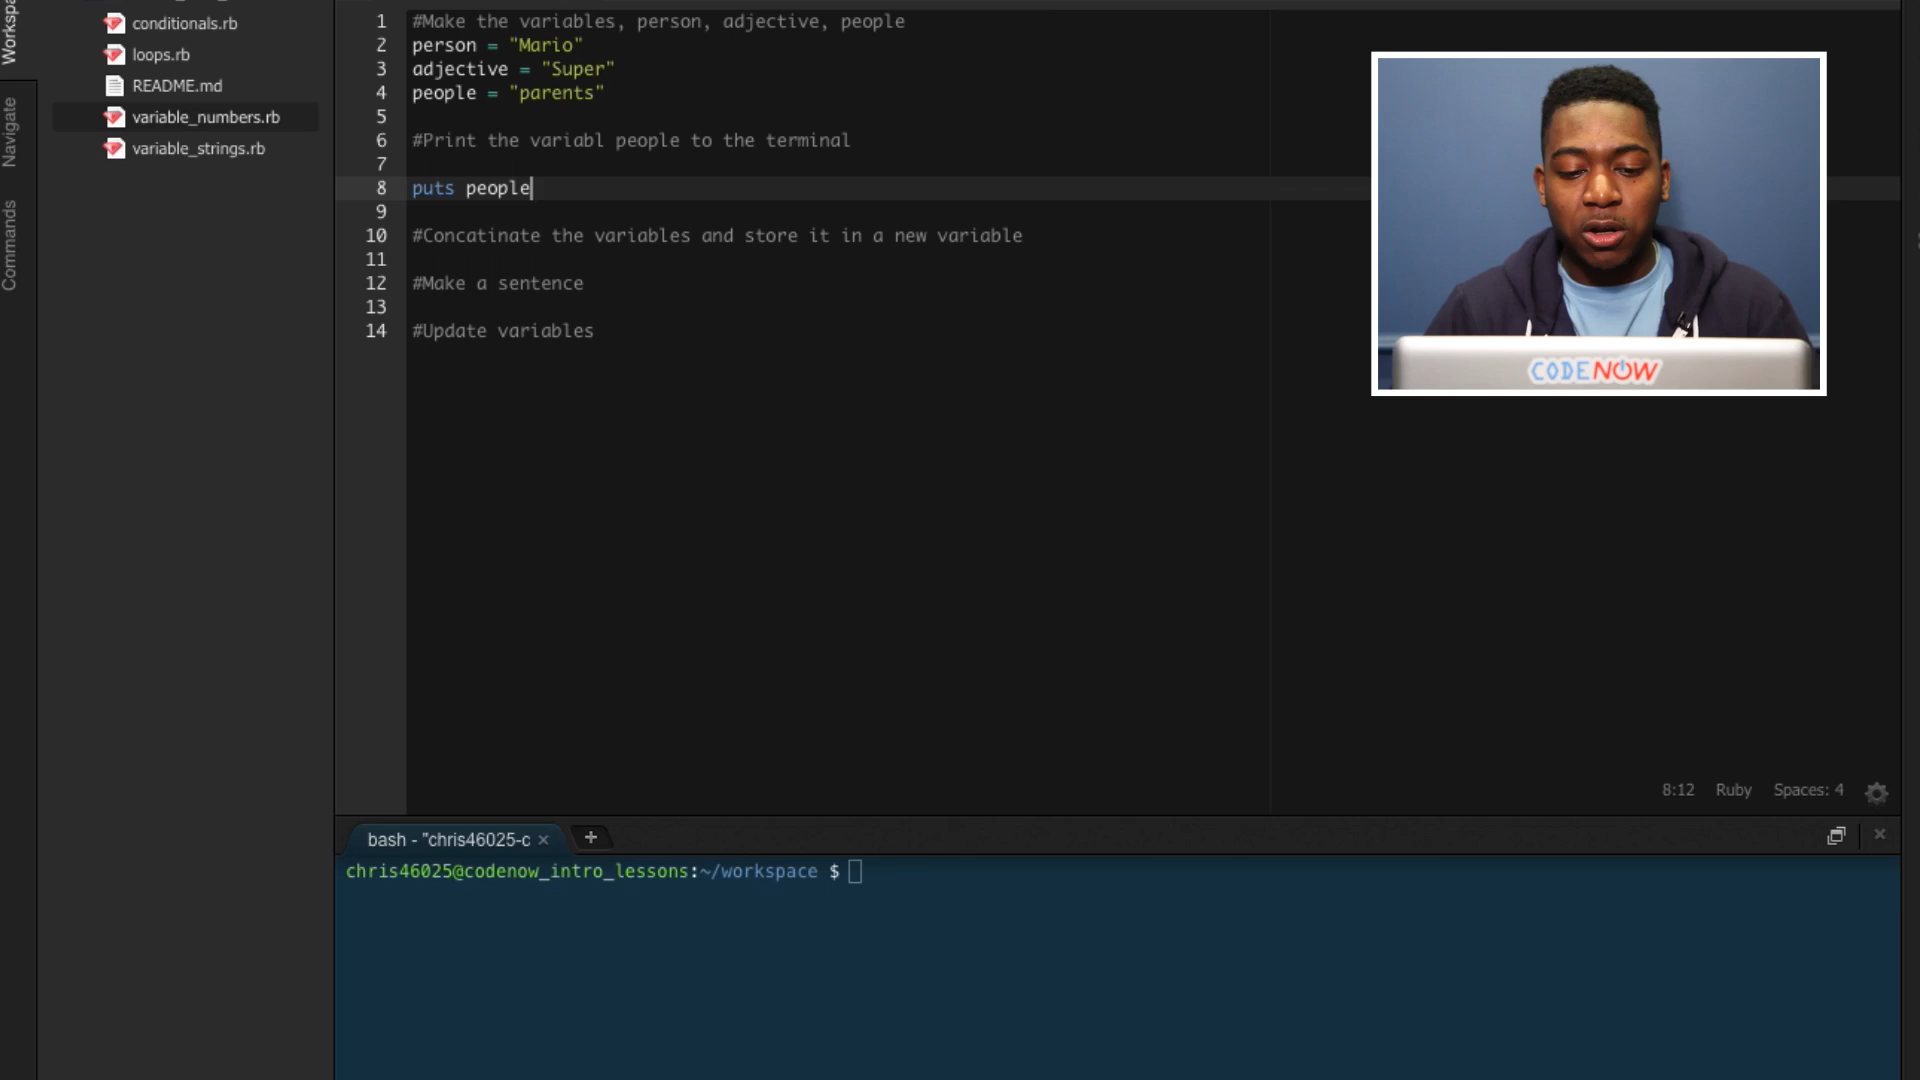 Workspa
Navigate
Commands
conditionals.rb
loops.rb
README.md
variable_numbers.rb
variable_strings.rb
1 #Make the variables, person, adjective, people
2 person = "Mario"
3 adjective = "Super"
4 people = "parents"
5
6 #Print the variabl people to the terminal
7
8 puts people
9
10 #Concatinate the variables and store it in a new variable
11
12 #Make a sentence
13
14 #Update variables
CODENOW
8:12 Ruby Spaces: 4
bash - "chris46025-c × +
chris46025@codenow_intro_lessons:~/workspace $